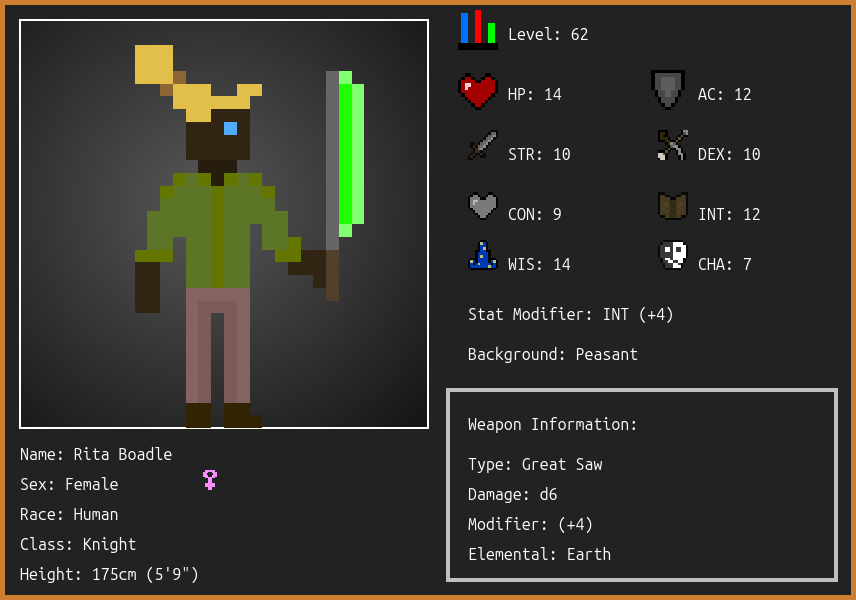 Level: 62
HP: 14
AC: 12
STR: 10
DEX: 10
CON: 9
INT: 12
WIS: 14
CHA: 7
Stat Modifier: INT (+4)
Background: Peasant
Name: Rita Boadle
Sex: Female
Race: Human
Class: Knight
Height: 175cm (5'9")
Weapon Information:
Type: Great Saw
Damage: d6
Modifier: (+4)
Elemental: Earth